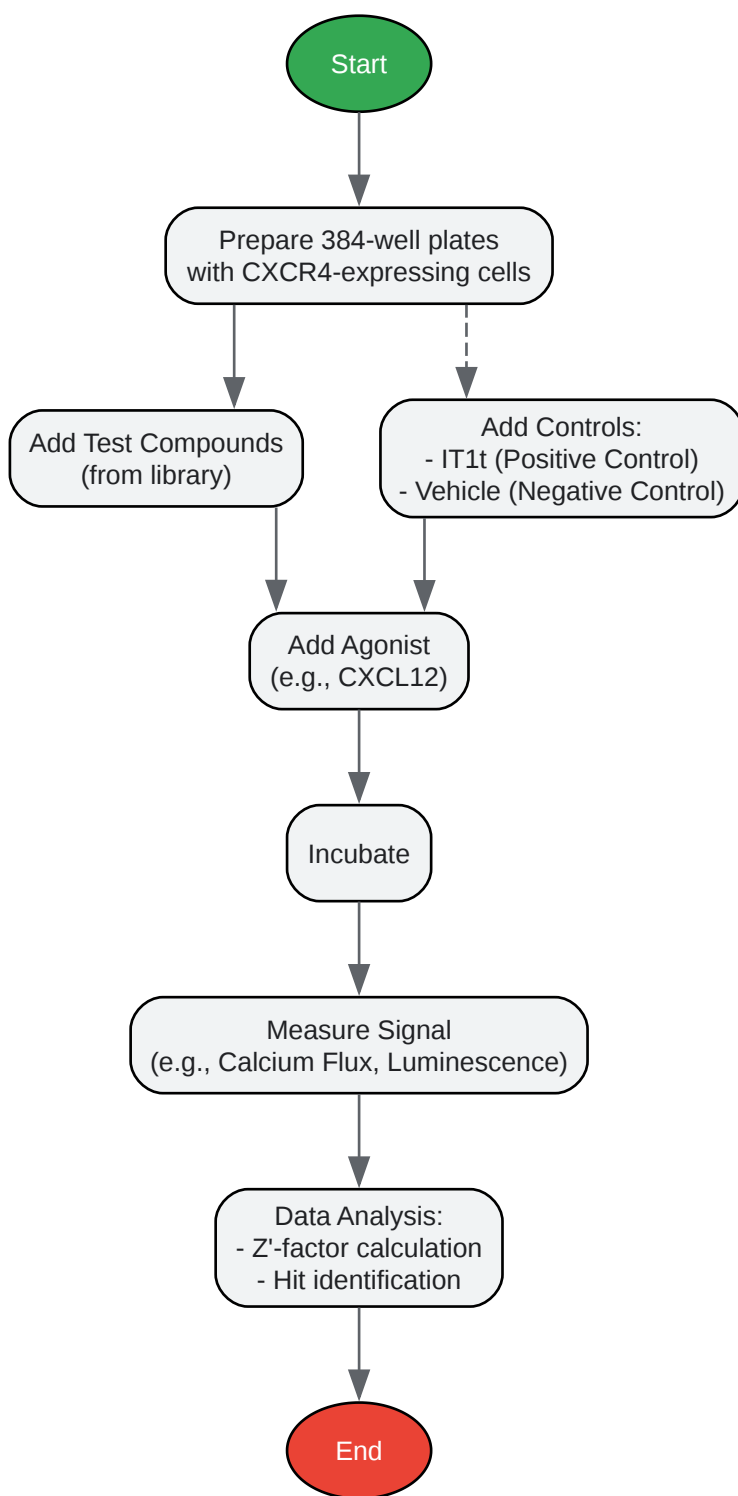 Start
Prepare 384-well plates
with CXCR4-expressing cells
Add Test Compounds
(from library)
Add Controls:
- IT1t (Positive Control)
- Vehicle (Negative Control)
Add Agonist
(e.g., CXCL12)
Incubate
Measure Signal
(e.g., Calcium Flux, Luminescence)
Data Analysis:
- Z'-factor calculation
- Hit identification
End